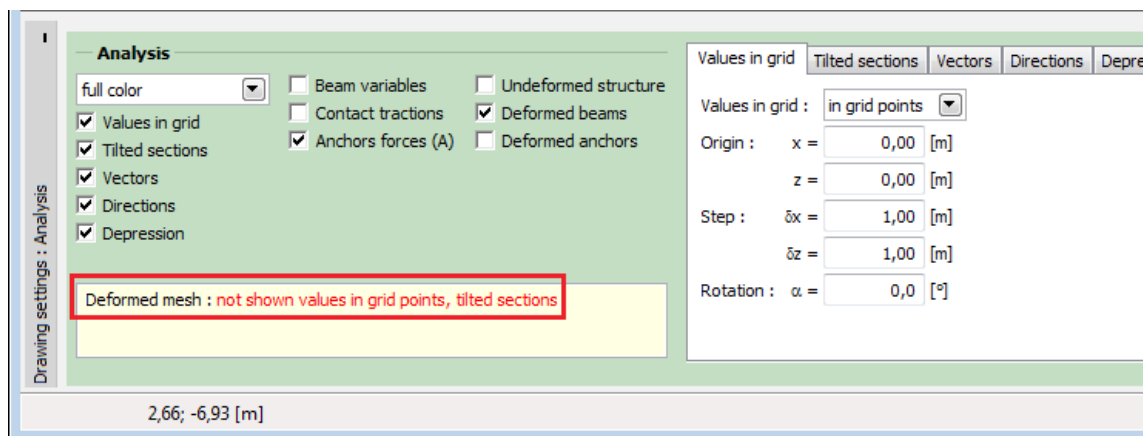 Drawing settings : Analysis
Analysis
full color
Values in grid
Tilted sections
Vectors
Directions
Depression
Beam variables
Contact tractions
Anchors forces (A)
Undeformed structure
Deformed beams
Deformed anchors
Deformed mesh : not shown values in grid points, tilted sections
Values in grid
Tilted sections
Vectors
Directions
Depre
Values in grid : in grid points
Origin : x = 0,00 [m]
z = 0,00 [m]
Step : δx = 1,00 [m]
δz = 1,00 [m]
Rotation : α = 0,0 [°]
2,66; -6,93 [m]